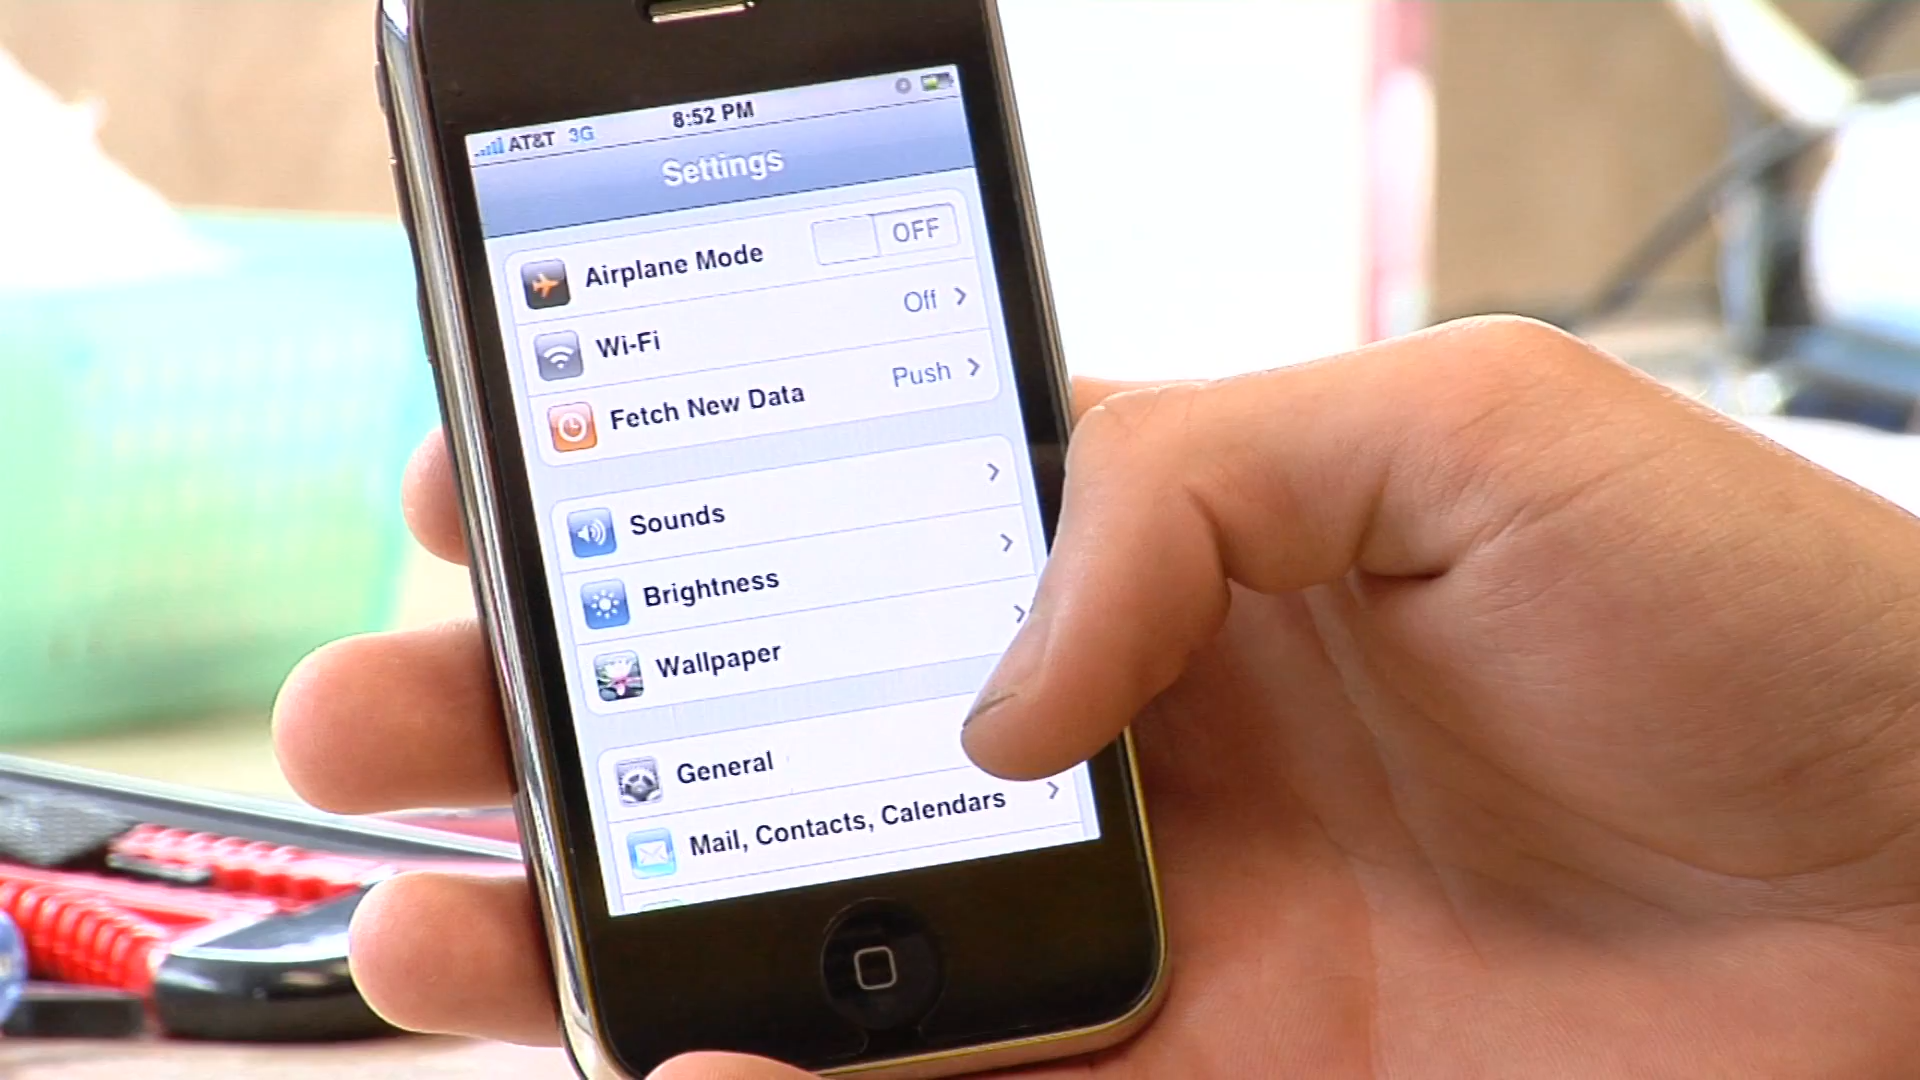 AT&T 3G 8:52 PM
Settings
Airplane Mode OFF
Wi-Fi Off
Fetch New Data Push
Sounds
Brightness
Wallpaper
General
Mail, Contacts, Calendars